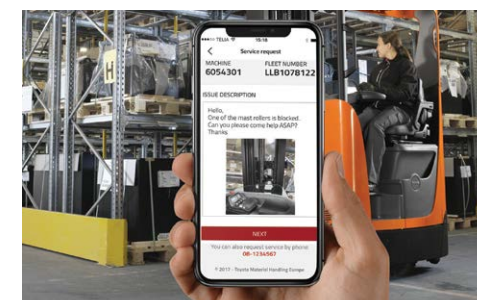 TELIA 15:16
Service request
MACHINE FLEET NUMBER
6054301 LLB1078122
ISSUE DESCRIPTION
Hello,
One of the mast rollers is blocked.
Can you please come help ASAP?
Thanks.
NEXT
You can also request service by phone
08-1234567
© 2017 - Toyota Material Handling Europe
H